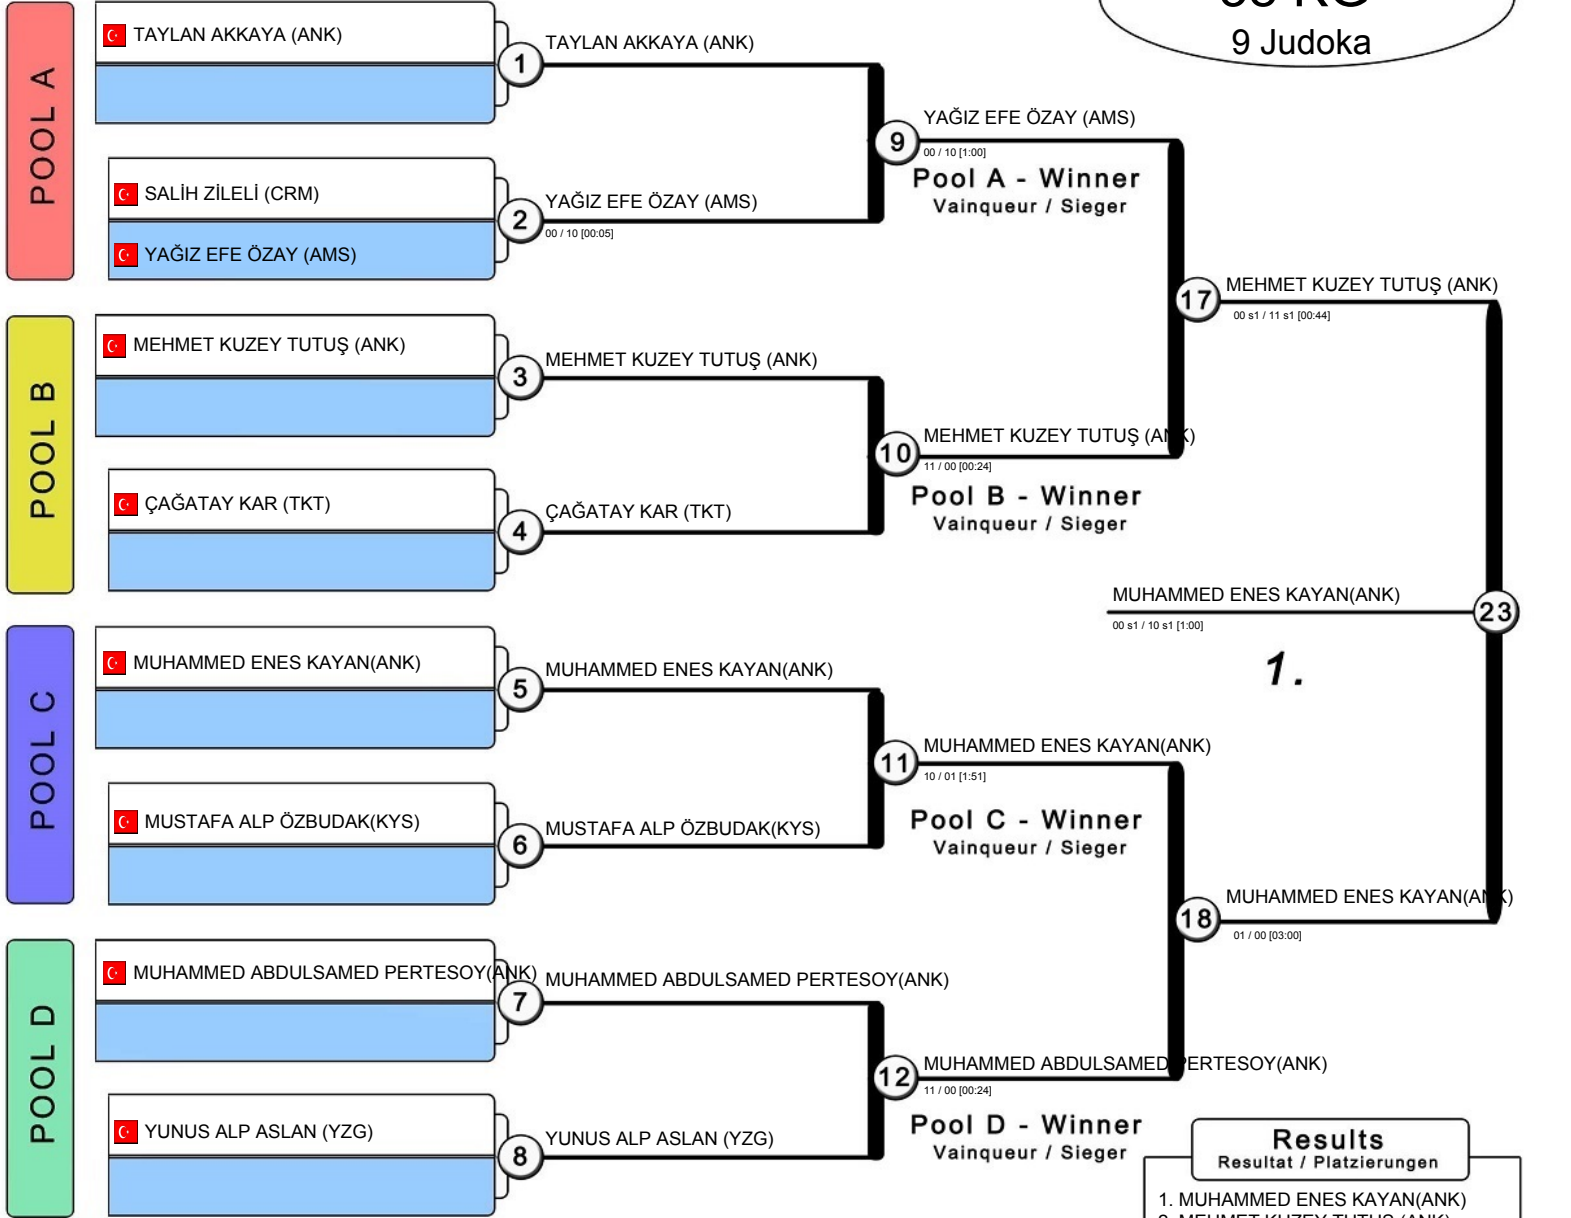 KG
9 Judoka
POOL A
TAYLAN AKKAYA (ANK)
1
TAYLAN AKKAYA (ANK)
SALİH ZİLELİ (CRM)
YAĞIZ EFE ÖZAY (AMS)
2
YAĞIZ EFE ÖZAY (AMS)
00 / 10 [00:05]
9
YAĞIZ EFE ÖZAY (AMS)
00 / 10 [1:00]
Pool A - Winner
Vainqueur / Sieger
POOL B
MEHMET KUZEY TUTUŞ (ANK)
3
MEHMET KUZEY TUTUŞ (ANK)
ÇAĞATAY KAR (TKT)
4
ÇAĞATAY KAR (TKT)
10
MEHMET KUZEY TUTUŞ (ANK)
11 / 00 [00:24]
Pool B - Winner
Vainqueur / Sieger
17
MEHMET KUZEY TUTUŞ (ANK)
00 s1 / 11 s1 [00:44]
MUHAMMED ENES KAYAN(ANK)
00 s1 / 10 s1 [1:00]
23
1.
POOL C
MUHAMMED ENES KAYAN(ANK)
5
MUHAMMED ENES KAYAN(ANK)
MUSTAFA ALP ÖZBUDAK(KYS)
6
MUSTAFA ALP ÖZBUDAK(KYS)
11
MUHAMMED ENES KAYAN(ANK)
10 / 01 [1:51]
Pool C - Winner
Vainqueur / Sieger
18
MUHAMMED ENES KAYAN(ANK)
01 / 00 [03:00]
POOL D
MUHAMMED ABDULSAMED PERTESOY(ANK)
7
MUHAMMED ABDULSAMED PERTESOY(ANK)
YUNUS ALP ASLAN (YZG)
8
YUNUS ALP ASLAN (YZG)
12
MUHAMMED ABDULSAMED PERTESOY(ANK)
11 / 00 [00:24]
Pool D - Winner
Vainqueur / Sieger
Results
Resultat / Platzierungen
1. MUHAMMED ENES KAYAN(ANK)
2. MEHMET KUZEY TUTUŞ (ANK)